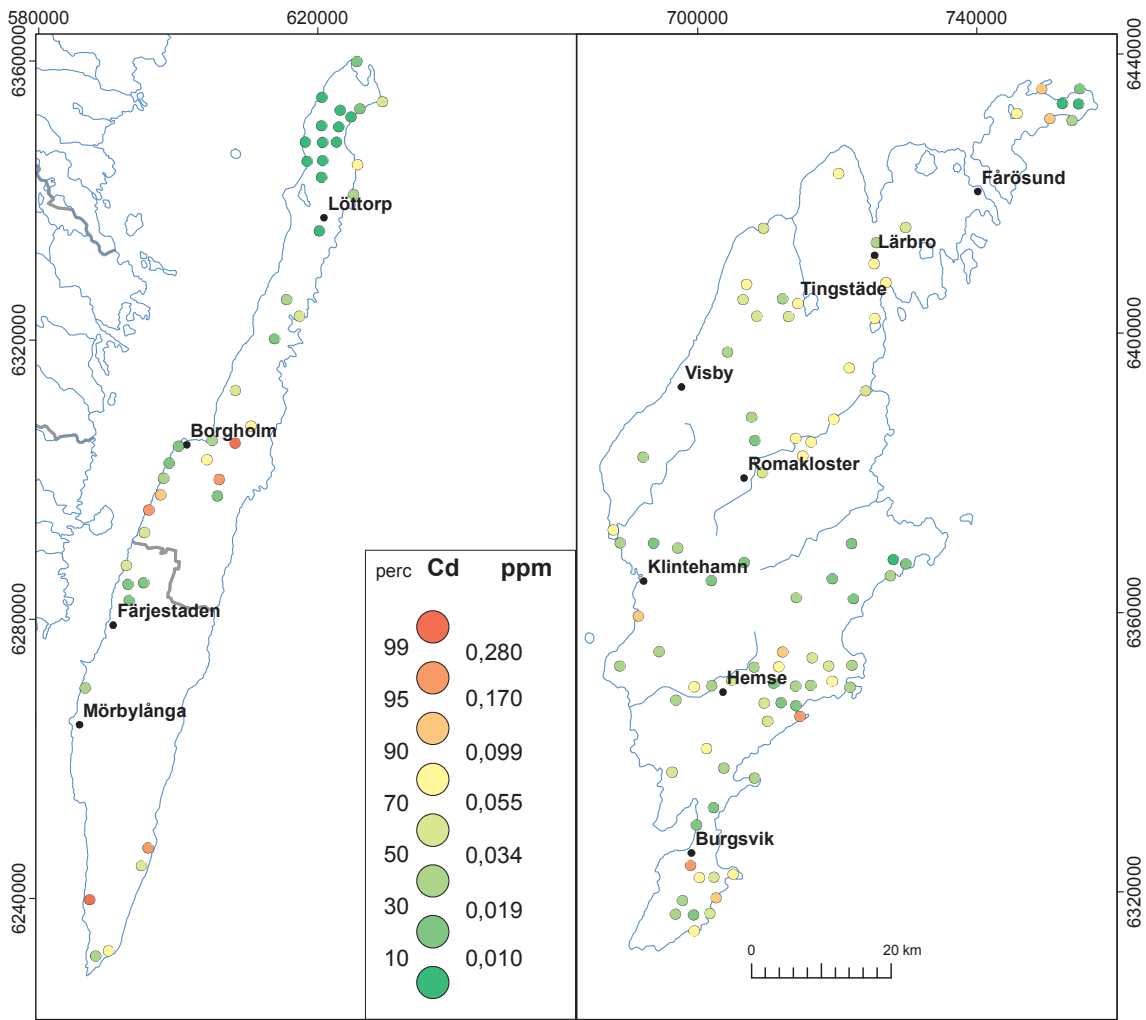 580000
620000
700000
740000
6360000
6320000
6280000
6240000
6440000
6400000
6360000
6320000
Löttorp
Borgholm
Färjestaden
Mörbylånga
Fårösund
Lärbro
Tingstäde
Visby
Romakloster
Klintehamn
Hemse
Burgsvik
perc Cd ppm
99 0,280
95 0,170
90 0,099
70 0,055
50 0,034
30 0,019
10 0,010
0 20 km